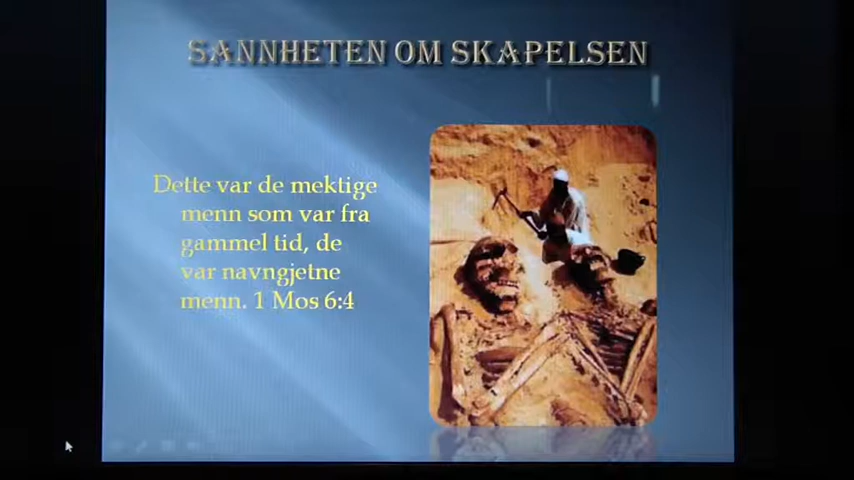 SANNHETEN OM SKAPELSEN
Dette var de mektige
menn som var fra
gammel tid, de
var navngjetne
menn. 1 Mos 6:4